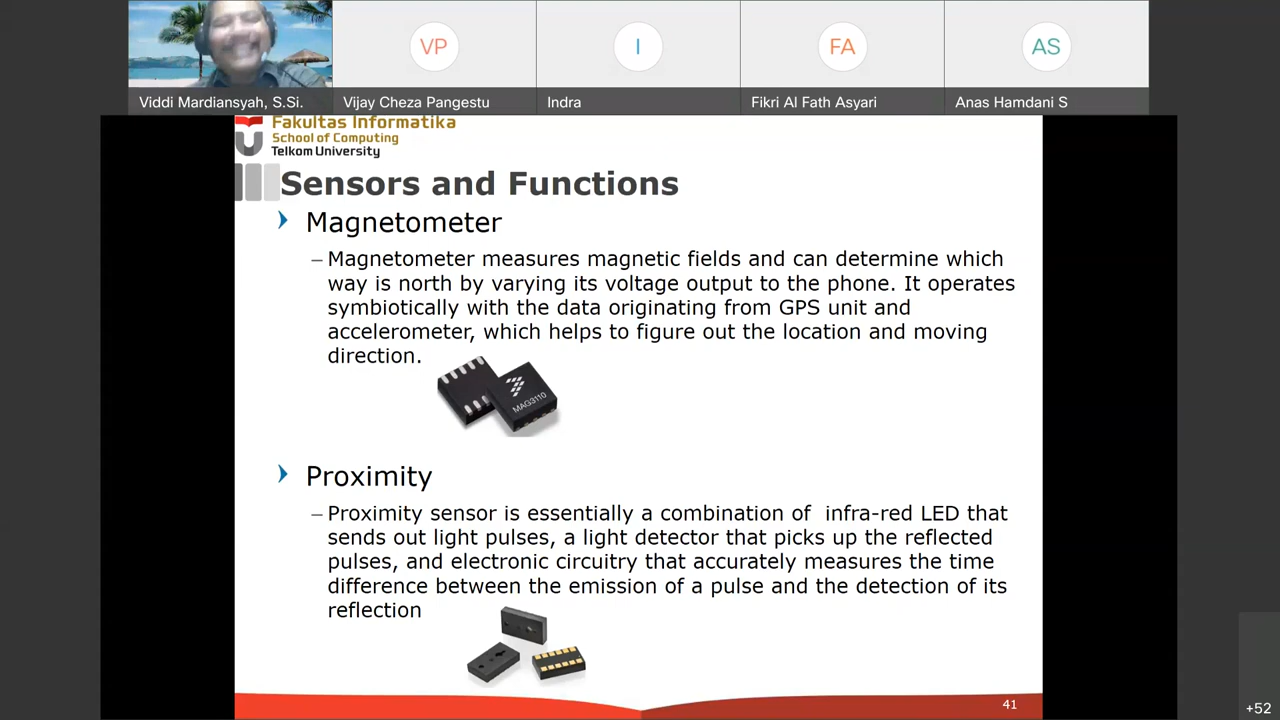 VP
I
FA
AS
Viddi Mardiansyah, S.Si.
Vijay Cheza Pangestu
Indra
Fikri Al Fath Asyari
Anas Hamdani S
Fakultas Informatika
School of Computing
Telkom University
Sensors and Functions
Magnetometer
– Magnetometer measures magnetic fields and can determine which
way is north by varying its voltage output to the phone. It operates
symbiotically with the data originating from GPS unit and
accelerometer, which helps to figure out the location and moving
direction.
MAG3110
Proximity
– Proximity sensor is essentially a combination of  infra-red LED that
sends out light pulses, a light detector that picks up the reflected
pulses, and electronic circuitry that accurately measures the time
difference between the emission of a pulse and the detection of its
reflection
41
+52